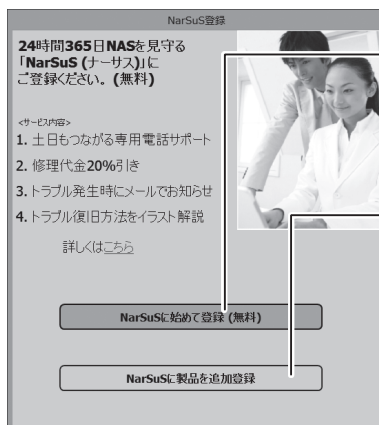 NarSuS登録
24時間365日NASを見守る
「NarSuS (ナーサス)」に
ご登録ください。(無料)
<サービス内容>
1. 土日もつながる専用電話サポート
2. 修理代金20%引き
3. トラブル発生時にメールでお知らせ
4. トラブル復旧方法をイラスト解説
詳しくはこちら
NarSuSに始めて登録 (無料)
NarSuSに製品を追加登録